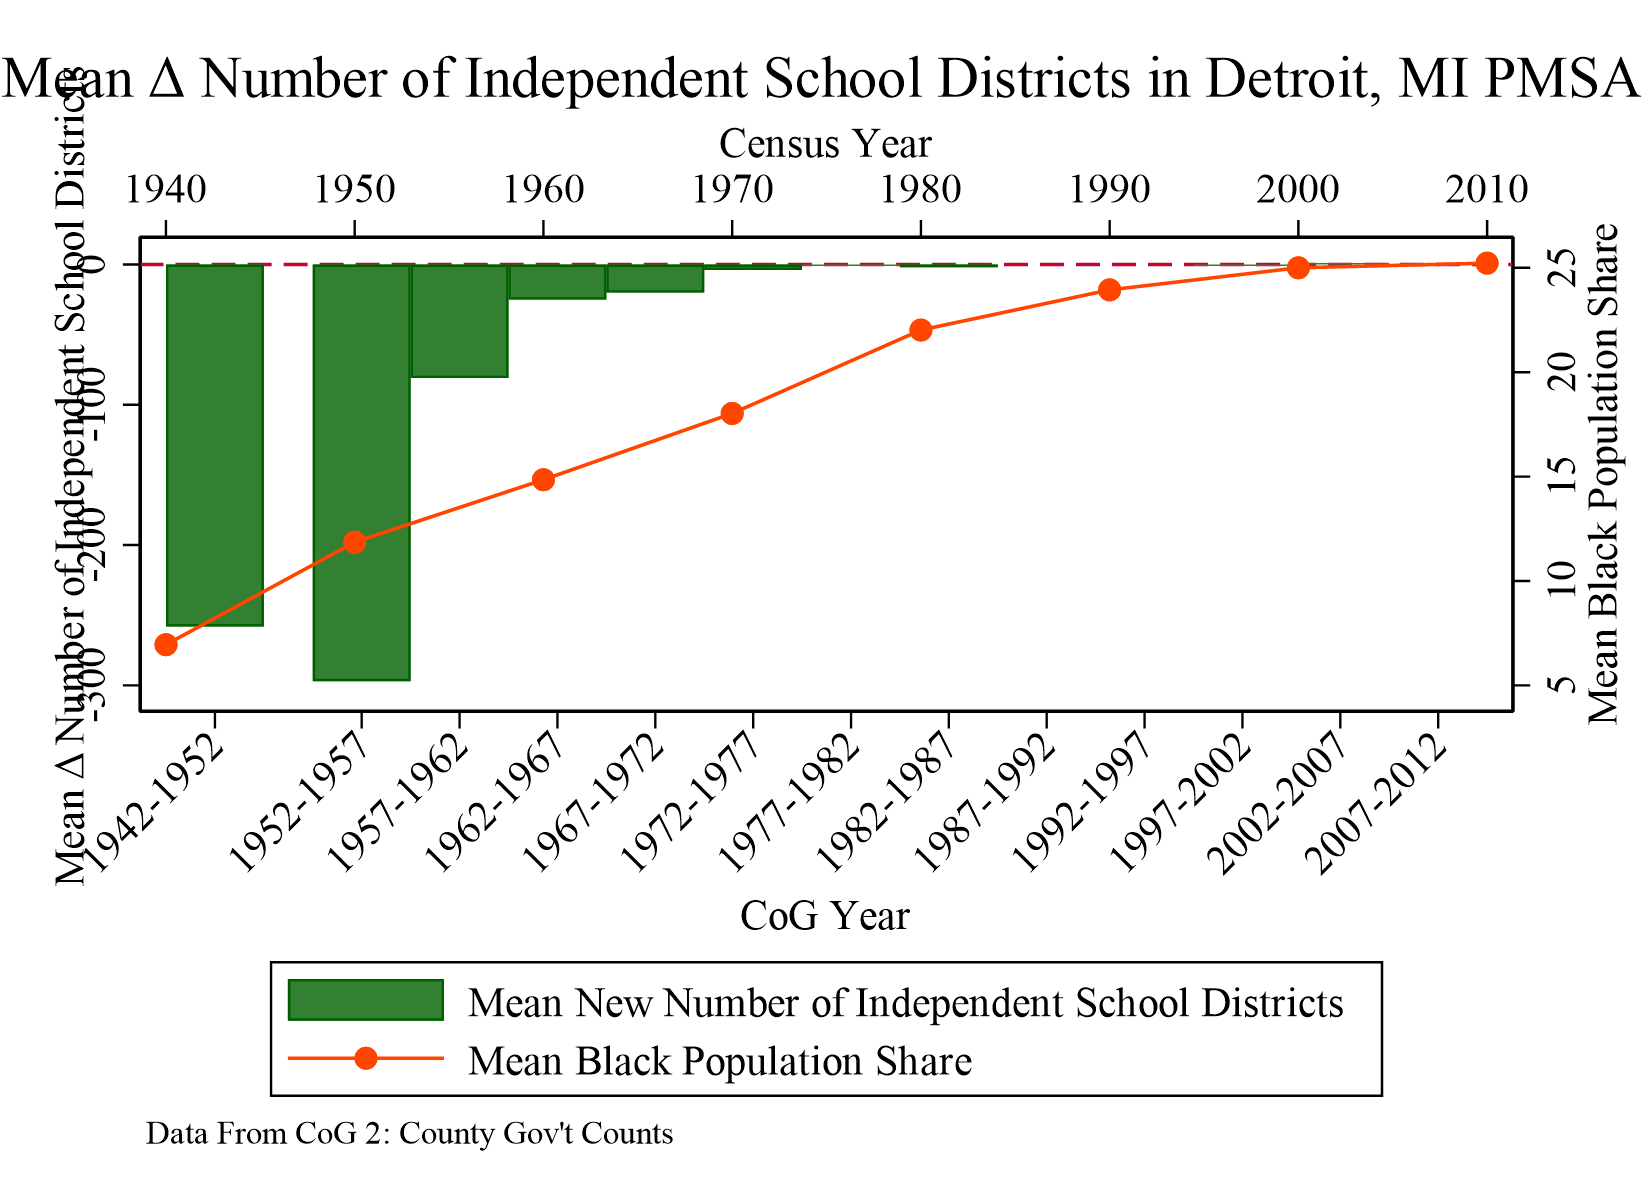 Mean Δ Number of Independent School Districts in Detroit, MI PMSA
Census Year
1940 1950 1960 1970 1980 1990 2000 2010
Mean Δ Number of Independent School Districts
0
-100
-200
-300
25
20
15
10
5
Mean Black Population Share
1942-1952 1952-1957 1957-1962 1962-1967 1967-1972 1972-1977 1977-1982 1982-1987 1987-1992 1992-1997 1997-2002 2002-2007 2007-2012
CoG Year
Mean New Number of Independent School Districts
Mean Black Population Share
Data From CoG 2: County Gov't Counts